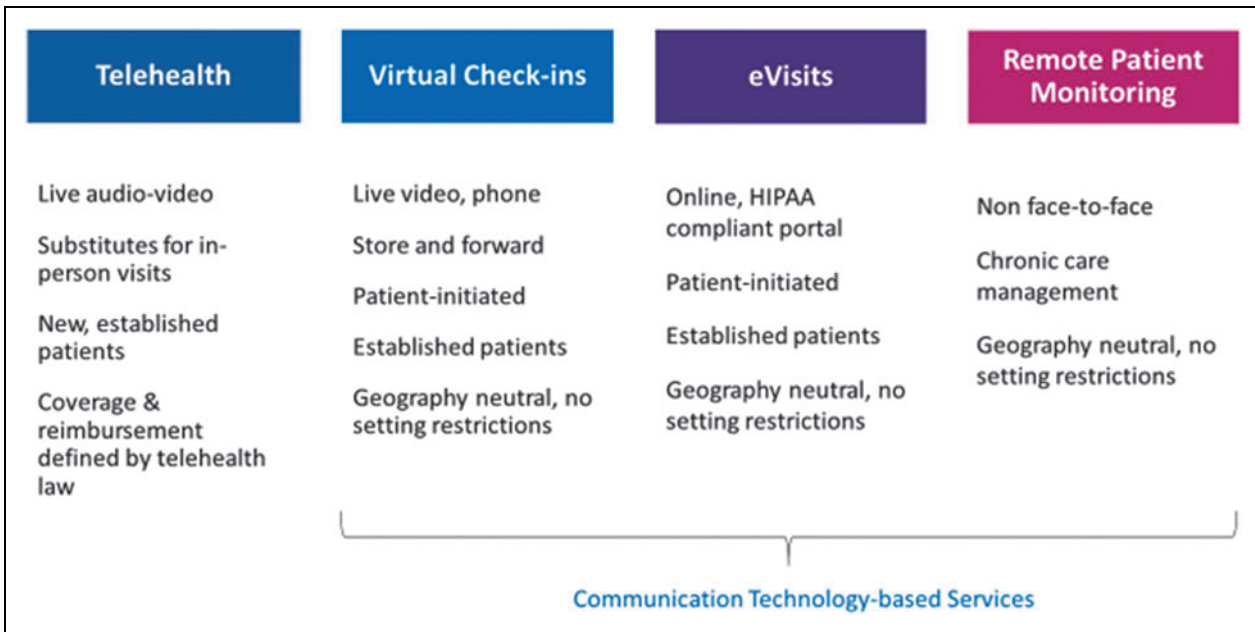 Telehealth
Live audio-video
Substitutes for in-
person visits
New, established
patients
Coverage &
reimbursement
defined by telehealth
law
Virtual Check-ins
Live video, phone
Store and forward
Patient-initiated
Established patients
Geography neutral, no
setting restrictions
eVisits
Online, HIPAA
compliant portal
Patient-initiated
Established patients
Geography neutral, no
setting restrictions
Remote Patient
Monitoring
Non face-to-face
Chronic care
management
Geography neutral, no
setting restrictions
Communication Technology-based Services